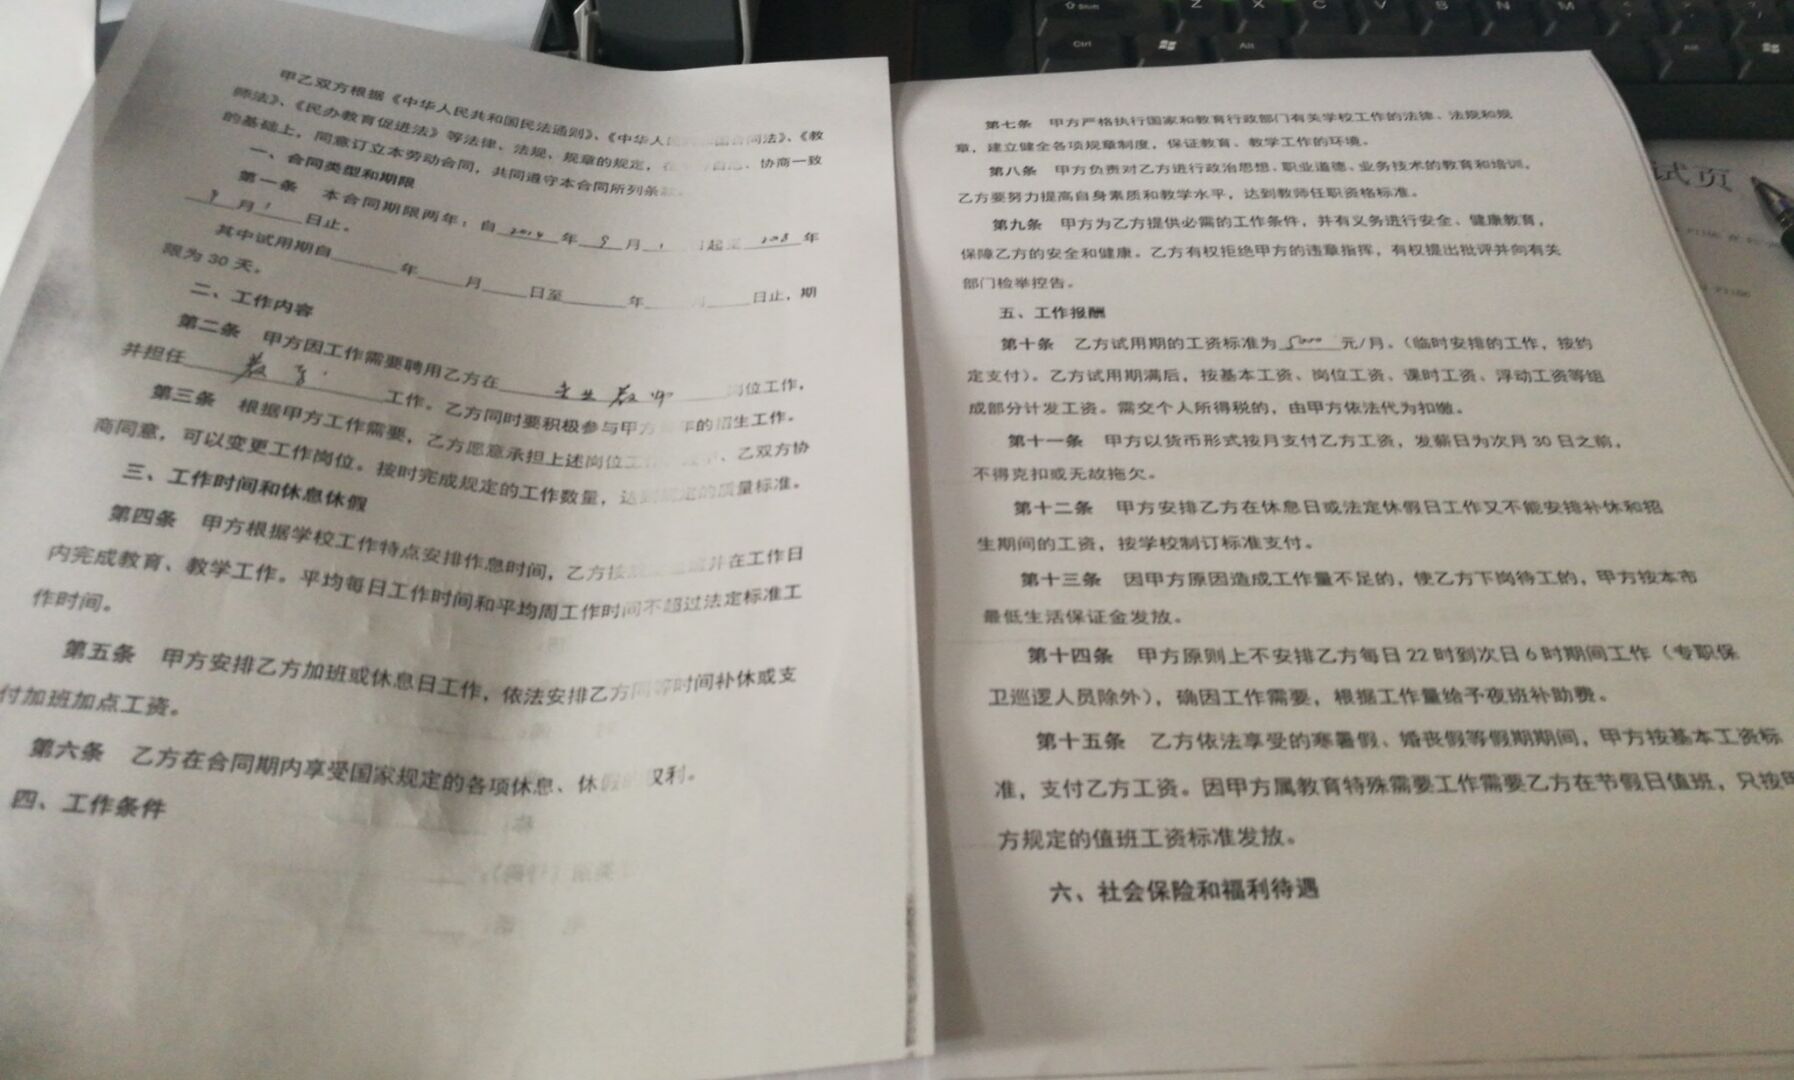 甲乙双方根据《中华人民共和国民法通则》、《中华人民 合同法》、《教
师法》、《民办教育促进法》等法律、法规、规章的规定，在 协商一致
的基础上，同意订立本劳动合同，共同遵守本合同所列条
一、合同类型和期限
第一条 本合同期限两年：自 年 9 月 1 起至 年
9 月 1 日止。
其中试用期自 年 月 日至 年 月 日止，期
限为30天。
二、工作内容
第二条 甲方因工作需要聘用乙方在 教师 岗位工作，
并担任 教 工作。乙方同时要积极参与甲方 年的招生工作。
第三条 根据甲方工作需要，乙方愿意承担上述岗位工 、乙双方协
商同意，可以变更工作岗位。按时完成规定的工作数量，达到规定的质量标准。
三、工作时间和休息休假
第四条 甲方根据学校工作特点安排作息时间，乙方按 并在工作日
内完成教育、教学工作。平均每日工作时间和平均周工作时间不超过法定标准工
作时间。
第五条 甲方安排乙方加班或休息日工作，依法安排乙方同等时间补休或支
付加班加点工资。
第六条 乙方在合同期内享受国家规定的各项休息、休假的权利。
四、工作条件
第七条 甲方严格执行国家和教育行政部门有关学校工作的法律、法规和规
章，建立健全各项规章制度，保证教育、教学工作的环境。
第八条 甲方负责对乙方进行政治思想、职业道德、业务技术的教育和培训，
乙方要努力提高自身素质和教学水平，达到教师任职资格标准。
第九条 甲方为乙方提供必需的工作条件，并有义务进行安全、健康教育，
保障乙方的安全和健康。乙方有权拒绝甲方的违章指挥，有权提出批评并向有关
部门检举控告。
五、工作报酬
第十条 乙方试用期的工资标准为 5000 元/月。（临时安排的工作，按约
定支付）。乙方试用期满后，按基本工资、岗位工资、课时工资、浮动工资等组
成部分计发工资。需交个人所得税的，由甲方依法代为扣缴。
第十一条 甲方以货币形式按月支付乙方工资，发薪日为次月30日之前，
不得克扣或无故拖欠。
第十二条 甲方安排乙方在休息日或法定休假日工作又不能安排补休和招
生期间的工资，按学校制订标准支付。
第十三条 因甲方原因造成工作量不足的，使乙方下岗待工的，甲方按本市
最低生活保证金发放。
第十四条 甲方原则上不安排乙方每日22时到次日6时期间工作（专职保
卫巡逻人员除外），确因工作需要，根据工作量给予夜班补助费。
第十五条 乙方依法享受的寒暑假、婚丧假等假期期间，甲方按基本工资标
准，支付乙方工资。因甲方属教育特殊需要工作需要乙方在节假日值班，只按甲
方规定的值班工资标准发放。
六、社会保险和福利待遇
试页
Shift Z X C V B N M
Ctrl Alt Alt